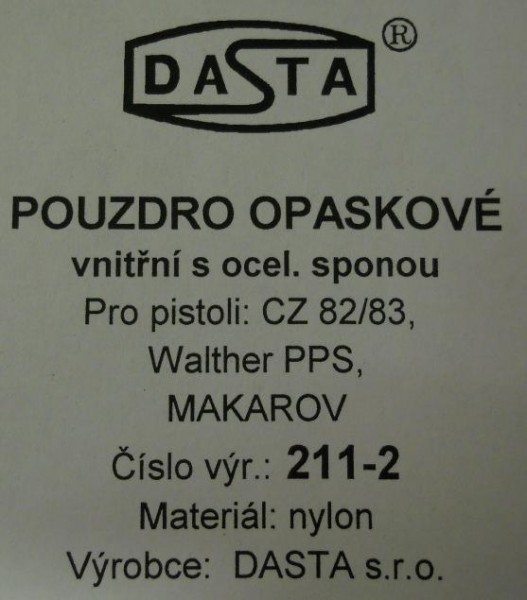 DASTA ®
POUZDRO OPASKOVÉ
vnitřní s ocel. sponou
Pro pistoli: CZ 82/83,
Walther PPS,
MAKAROV
Číslo výr.: 211-2
Materiál: nylon
Výrobce: DASTA s.r.o.